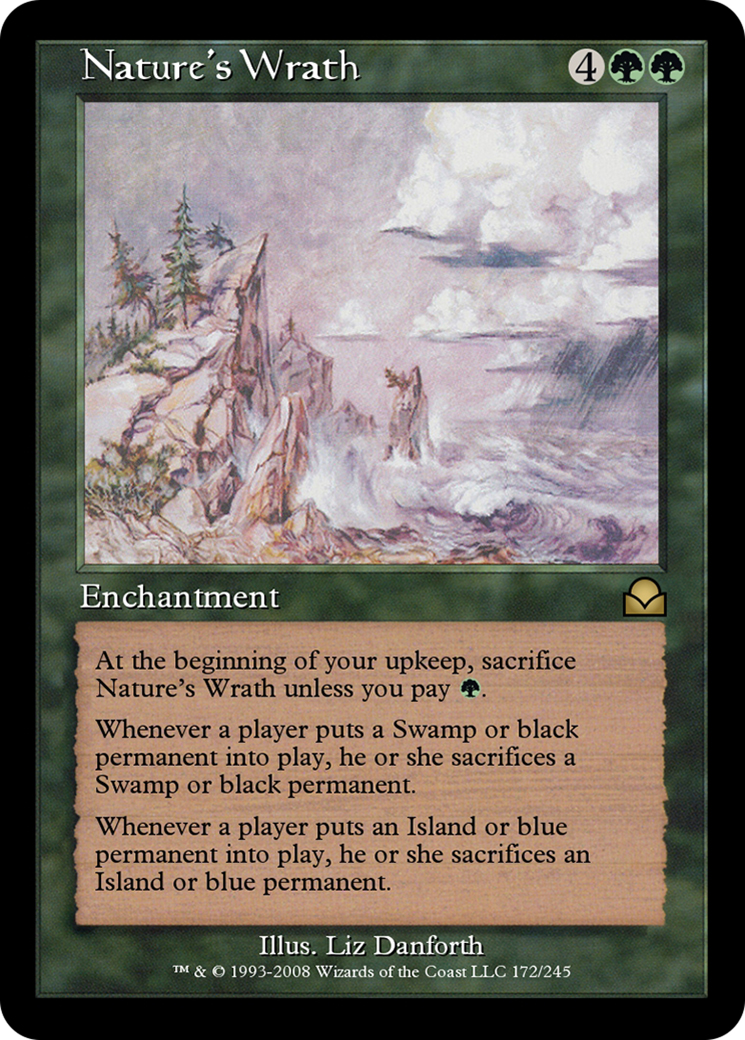 Nature's Wrath 4
Enchantment
At the beginning of your upkeep, sacrifice
Nature's Wrath unless you pay .
Whenever a player puts a Swamp or black
permanent into play, he or she sacrifices a
Swamp or black permanent.
Whenever a player puts an Island or blue
permanent into play, he or she sacrifices an
Island or blue permanent.
Illus. Liz Danforth
™ & © 1993-2008 Wizards of the Coast LLC 172/245